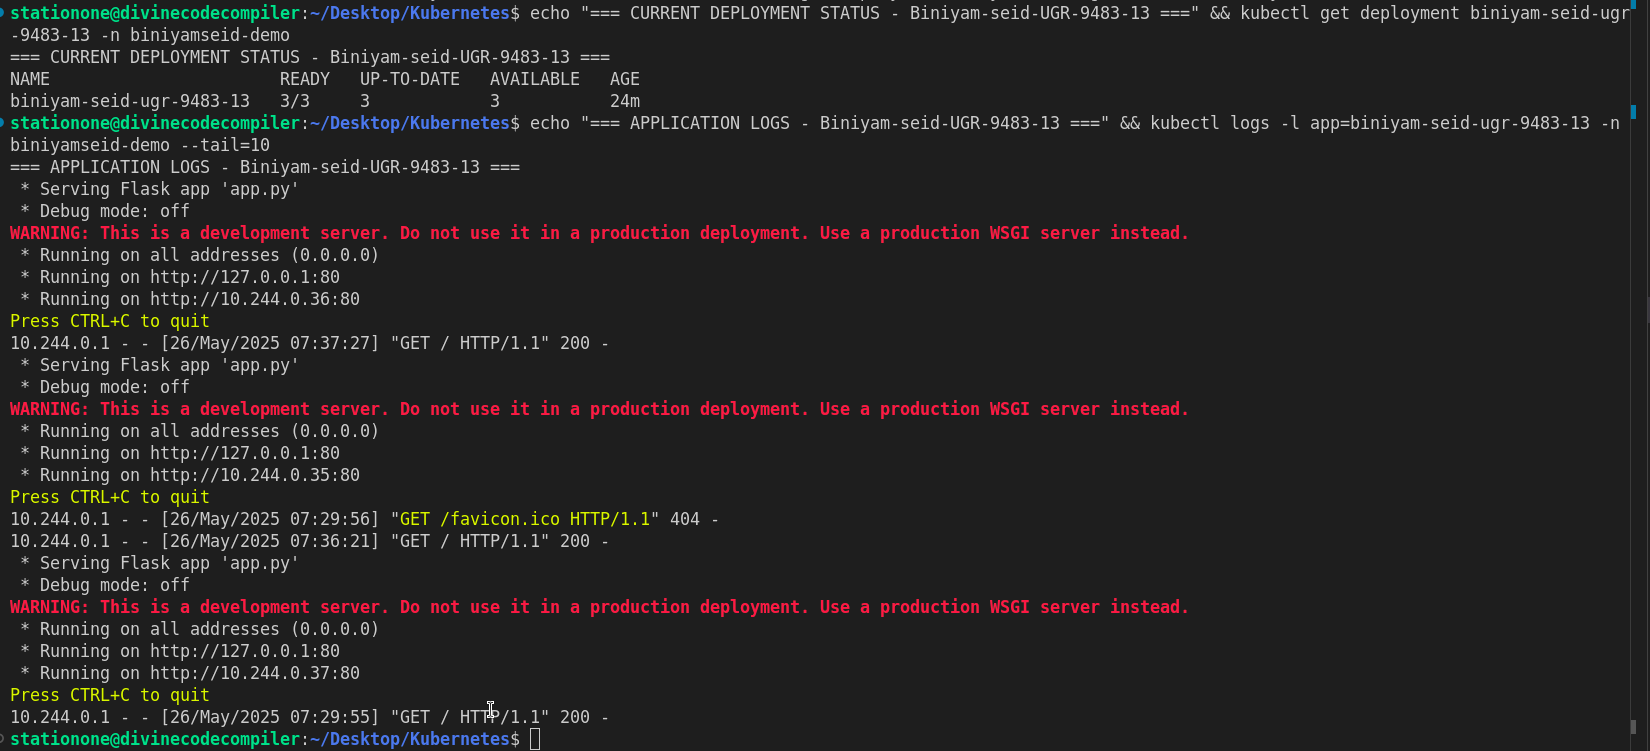 stationone@divinecodecompiler:~/Desktop/Kubernetes$ echo "=== CURRENT DEPLOYMENT STATUS - Biniyam-seid-UGR-9483-13 ===" && kubectl get deployment biniyam-seid-ugr
-9483-13 -n biniyamseid-demo
=== CURRENT DEPLOYMENT STATUS - Biniyam-seid-UGR-9483-13 ===
NAME                       READY   UP-TO-DATE   AVAILABLE   AGE
biniyam-seid-ugr-9483-13   3/3     3            3           24m
stationone@divinecodecompiler:~/Desktop/Kubernetes$ echo "=== APPLICATION LOGS - Biniyam-seid-UGR-9483-13 ===" && kubectl logs -l app=biniyam-seid-ugr-9483-13 -n
biniyamseid-demo --tail=10
=== APPLICATION LOGS - Biniyam-seid-UGR-9483-13 ===
 * Serving Flask app 'app.py'
 * Debug mode: off
WARNING: This is a development server. Do not use it in a production deployment. Use a production WSGI server instead.
 * Running on all addresses (0.0.0.0)
 * Running on http://127.0.0.1:80
 * Running on http://10.244.0.36:80
Press CTRL+C to quit
10.244.0.1 - - [26/May/2025 07:37:27] "GET / HTTP/1.1" 200 -
 * Serving Flask app 'app.py'
 * Debug mode: off
WARNING: This is a development server. Do not use it in a production deployment. Use a production WSGI server instead.
 * Running on all addresses (0.0.0.0)
 * Running on http://127.0.0.1:80
 * Running on http://10.244.0.35:80
Press CTRL+C to quit
10.244.0.1 - - [26/May/2025 07:29:56] "GET /favicon.ico HTTP/1.1" 404 -
10.244.0.1 - - [26/May/2025 07:36:21] "GET / HTTP/1.1" 200 -
 * Serving Flask app 'app.py'
 * Debug mode: off
WARNING: This is a development server. Do not use it in a production deployment. Use a production WSGI server instead.
 * Running on all addresses (0.0.0.0)
 * Running on http://127.0.0.1:80
 * Running on http://10.244.0.37:80
Press CTRL+C to quit
10.244.0.1 - - [26/May/2025 07:29:55] "GET / HTTP/1.1" 200 -
stationone@divinecodecompiler:~/Desktop/Kubernetes$